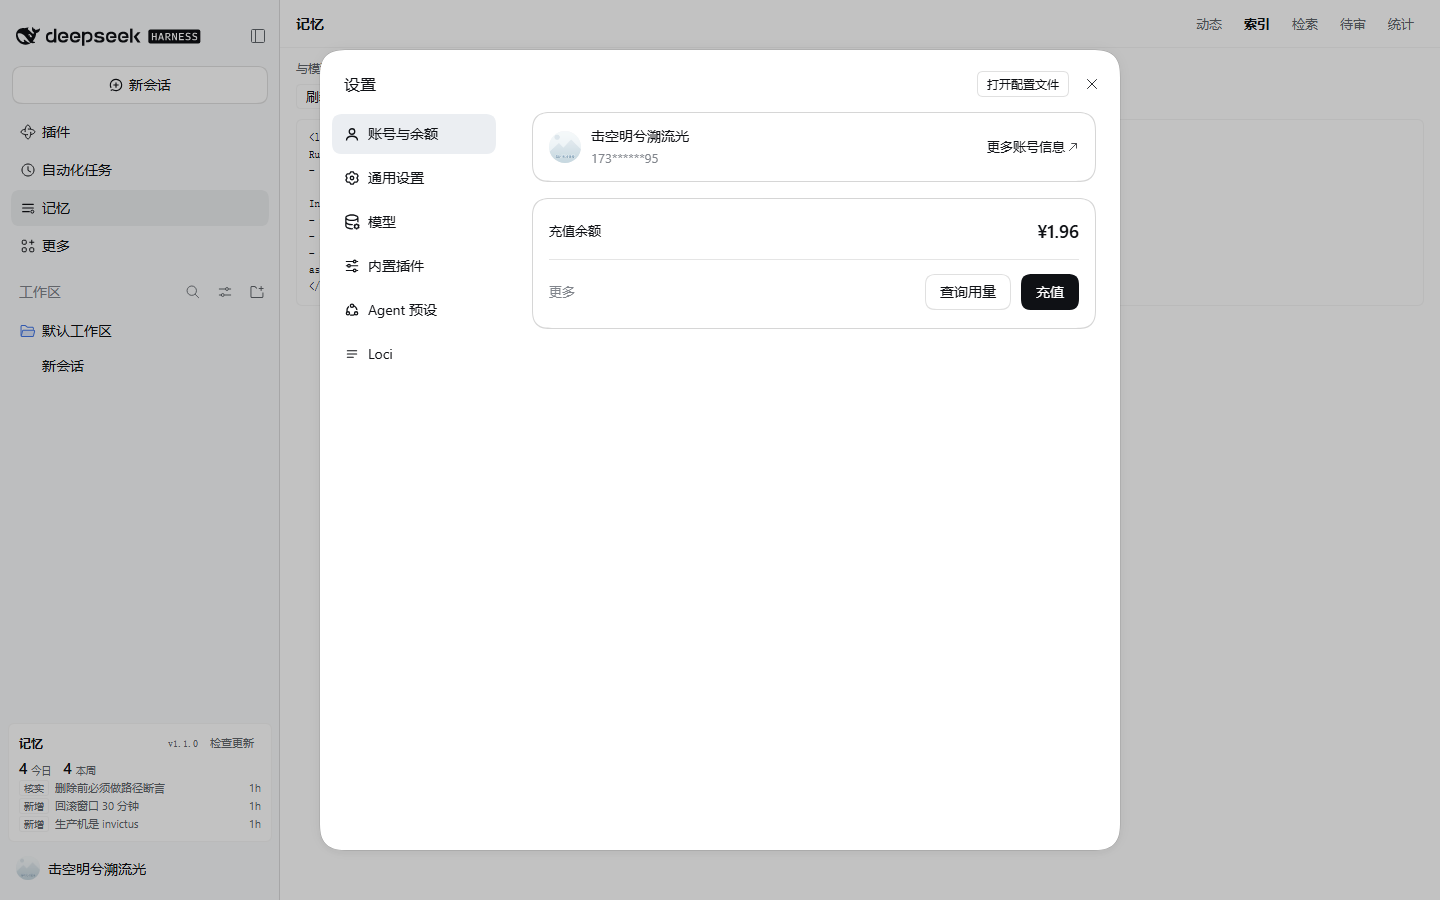 deepseek HARNESS
新会话
插件
自动化任务
记忆
更多
工作区
默认工作区
新会话
记忆 v1.1.0 检查更新
4 今日 4 本周
核实 删除前必须做路径断言 1h
新增 回滚窗口 30 分钟 1h
新增 生产机是 invictus 1h
击空明兮溯流光
记忆
动态 索引 检索 待审 统计
与模
<l
Ru
-
In
-
-
-
as
</
设置
打开配置文件
账号与余额
通用设置
模型
内置插件
Agent 预设
Loci
击空明兮溯流光
173******95
更多账号信息
充值余额 ¥1.96
更多 查询用量 充值